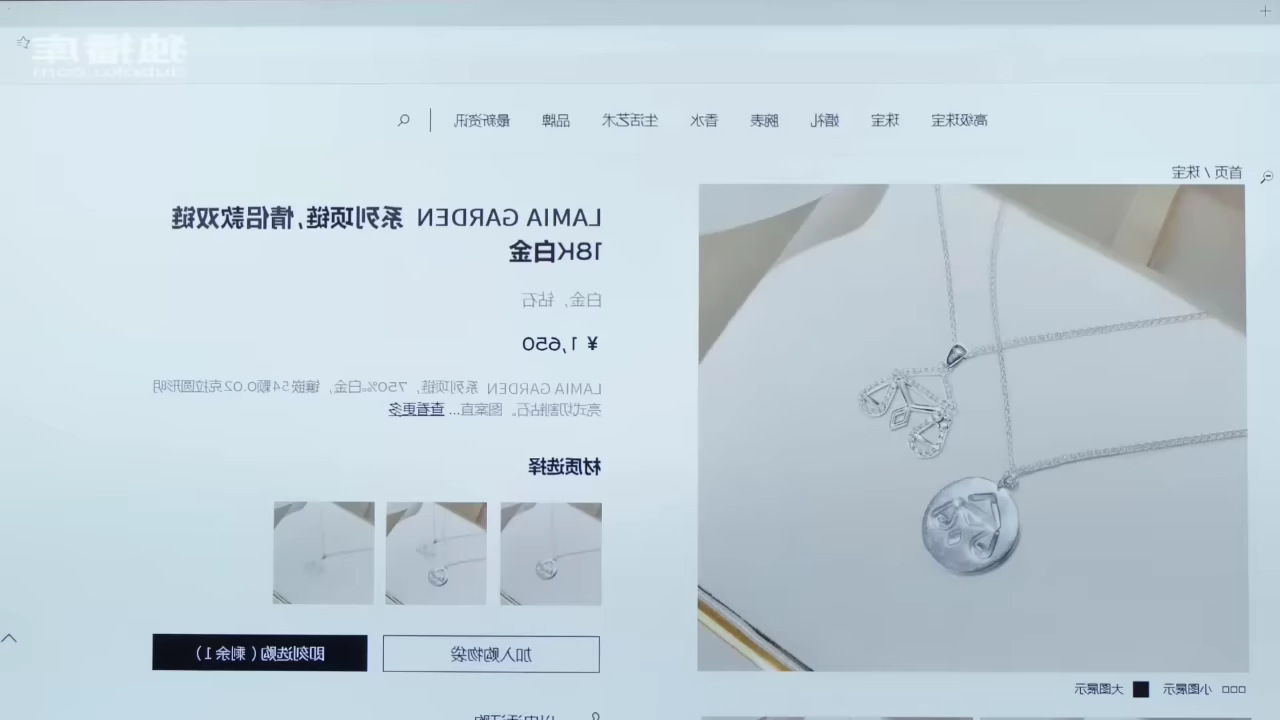 独播库
高级珠宝 珠宝 婚礼 腕表 香水 生活艺术 品牌 最新资讯
首页 / 珠宝
LAMIA GARDEN 系列项链,情侣款双链
18K白金
白金，钻石
¥ 1,650
LAMIA GARDEN 系列项链，750‰白金，镶嵌54颗0.02克拉圆形明
亮式切割钻石。图案直... 查看更多
材质选择
加入购物袋
即刻选购（剩余1）
小图展示 大图展示